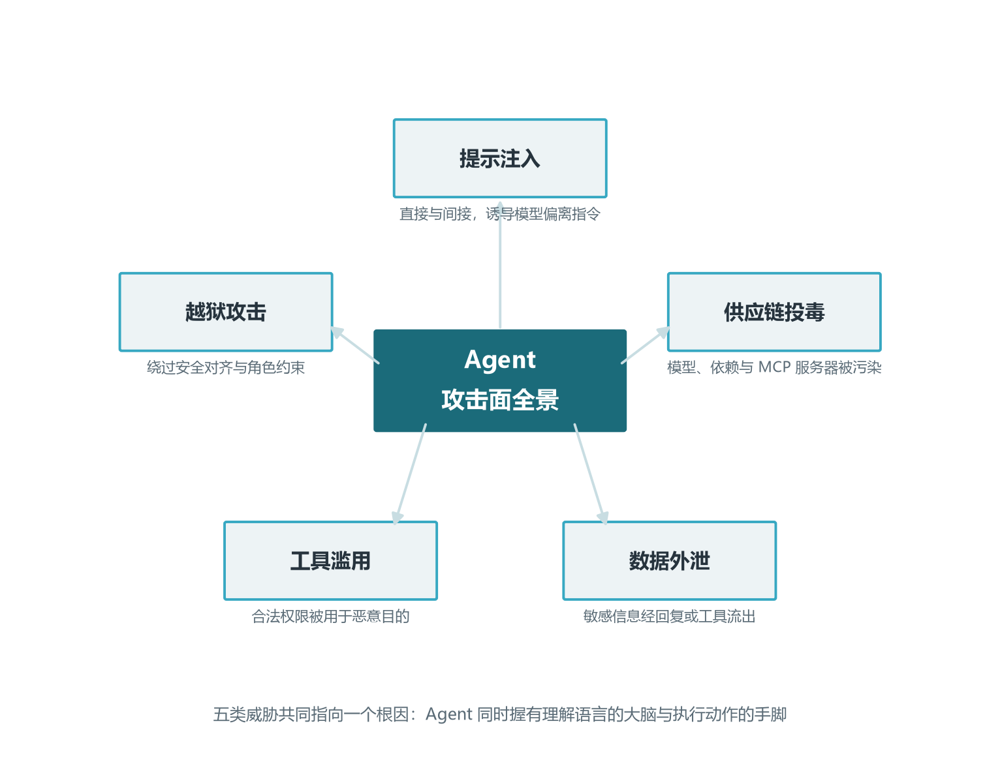 提示注入
直接与间接，诱导模型偏离指令
越狱攻击
绕过安全对齐与角色约束
供应链投毒
模型、依赖与 MCP 服务器被污染
Agent
攻击面全景
工具滥用
合法权限被用于恶意目的
数据外泄
敏感信息经回复或工具流出
五类威胁共同指向一个根因：Agent 同时握有理解语言的大脑与执行动作的手脚